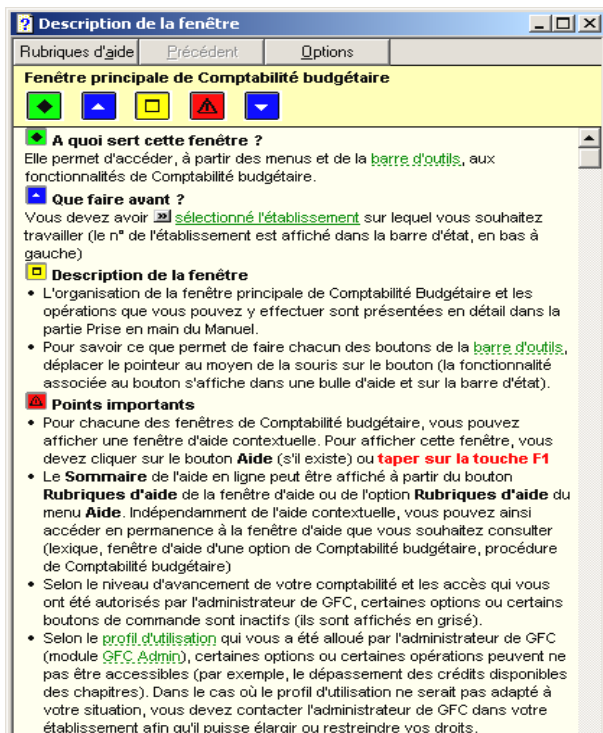 Description de la fenêtre
Rubriques d'aide Précédent Options
Fenêtre principale de Comptabilité budgétaire
A quoi sert cette fenêtre ?
Elle permet d'accéder, à partir des menus et de la barre d'outils, aux
fonctionnalités de Comptabilité budgétaire.
Que faire avant ?
Vous devez avoir sélectionné l'établissement sur lequel vous souhaitez
travailler (le n° de l'établissement est affiché dans la barre d'état, en bas à
gauche)
Description de la fenêtre
• L'organisation de la fenêtre principale de Comptabilité Budgétaire et les
opérations que vous pouvez y effectuer sont présentées en détail dans la
partie Prise en main du Manuel.
• Pour savoir ce que permet de faire chacun des boutons de la barre d'outils,
déplacer le pointeur au moyen de la souris sur le bouton (la fonctionnalité
associée au bouton s'affiche dans une bulle d'aide et sur la barre d'état).
Points importants
• Pour chacune des fenêtres de Comptabilité budgétaire, vous pouvez
afficher une fenêtre d'aide contextuelle. Pour afficher cette fenêtre, vous
devez cliquer sur le bouton Aide (s'il existe) ou taper sur la touche F1
• Le Sommaire de l'aide en ligne peut être affiché à partir du bouton
Rubriques d'aide de la fenêtre d'aide ou de l'option Rubriques d'aide du
menu Aide. Indépendamment de l'aide contextuelle, vous pouvez ainsi
accéder en permanence à la fenêtre d'aide que vous souhaitez consulter
(lexique, fenêtre d'aide d'une option de Comptabilité budgétaire, procédure
de Comptabilité budgétaire)
• Selon le niveau d'avancement de votre comptabilité et les accès qui vous
ont été autorisés par l'administrateur de GFC, certaines options ou certains
boutons de commande sont inactifs (ils sont affichés en grisé).
• Selon le profil d'utilisation qui vous a été alloué par l'administrateur de GFC
(module GFC Admin), certaines options ou certaines opérations peuvent ne
pas être accessibles (par exemple, le dépassement des crédits disponibles
des chapitres). Dans le cas où le profil d'utilisation ne serait pas adapté à
votre situation, vous devez contacter l'administrateur de GFC dans votre
établissement afin qu'il puisse élargir ou restreindre vos droits.